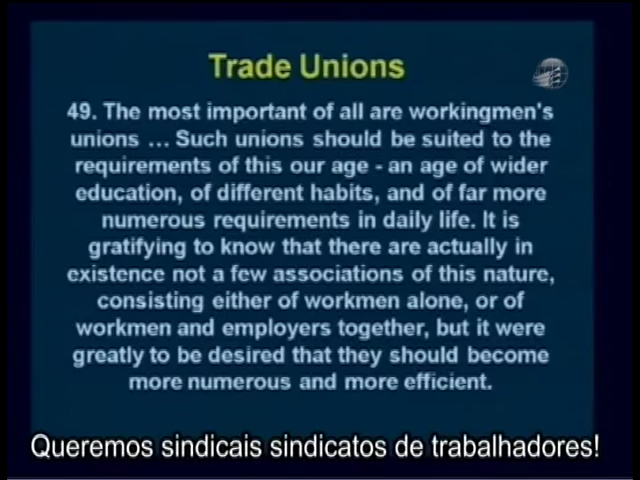 Trade Unions
49. The most important of all are workingmen's
unions ... Such unions should be suited to the
requirements of this our age - an age of wider
education, of different habits, and of far more
numerous requirements in daily life. It is
gratifying to know that there are actually in
existence not a few associations of this nature,
consisting either of workmen alone, or of
workmen and employers together, but it were
greatly to be desired that they should become
more numerous and more efficient.
Queremos sindicais sindicatos de trabalhadores!